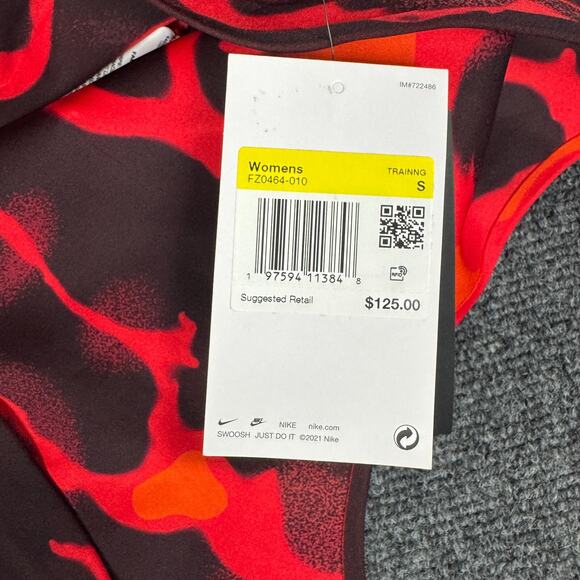 IM#722486
Womens TRAINNG
FZ0464-010 S
1 97594 11384 8
RFID
Suggested Retail $125.00
NIKE nike.com
SWOOSH JUST DO IT ©2021 Nike